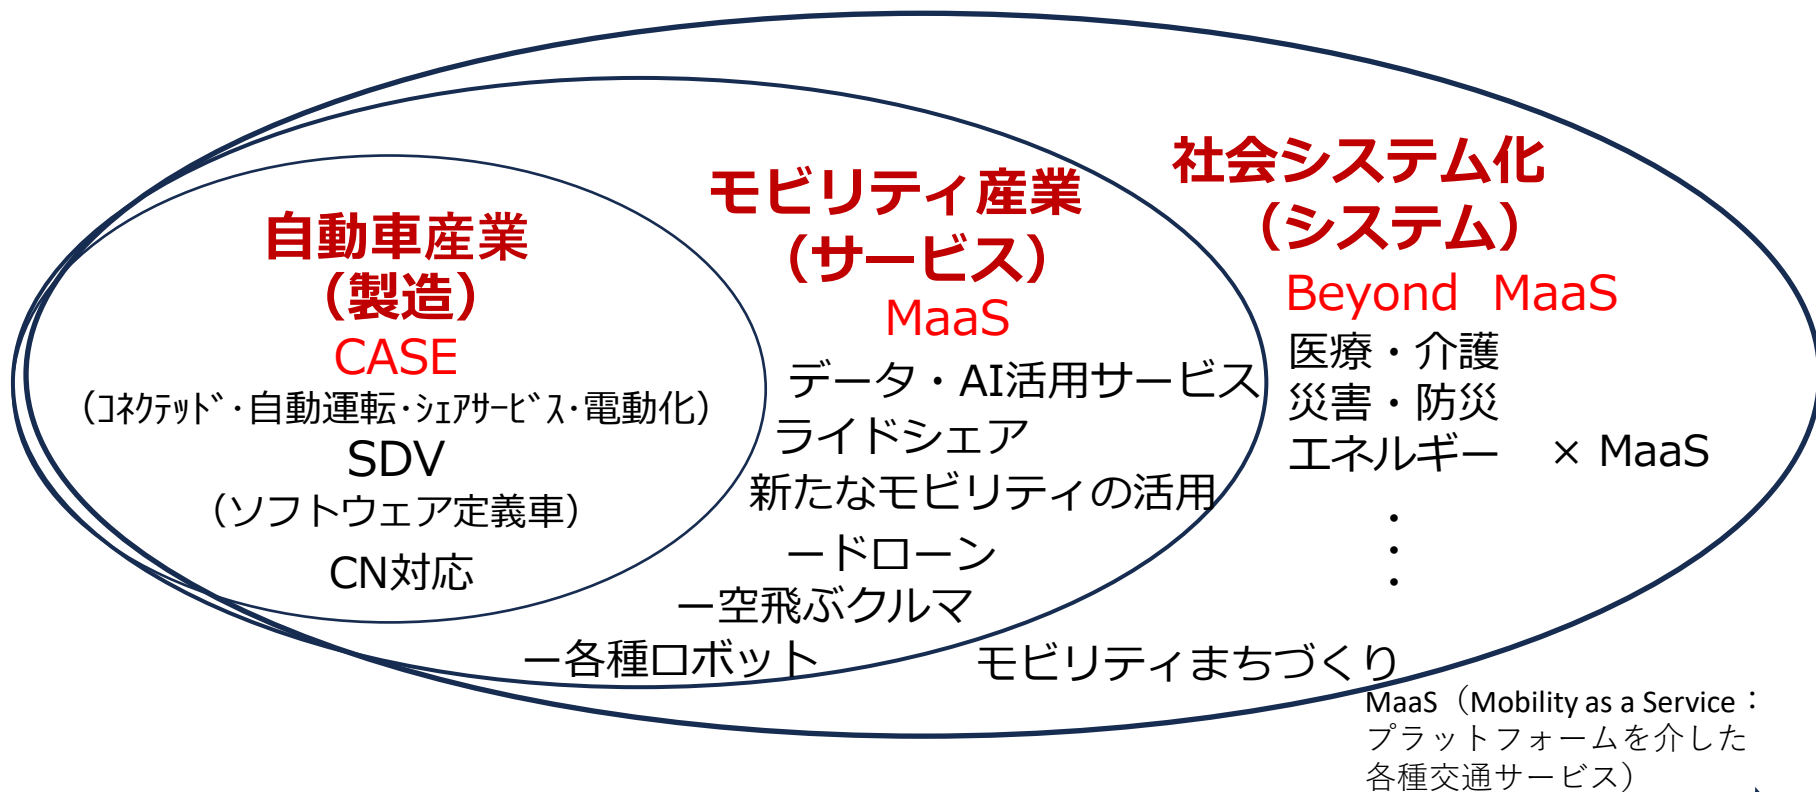 自動車産業
（製造）
CASE
（ｺﾈｸﾃｯﾄﾞ・自動運転・ｼｪｱｻｰﾋﾞｽ・電動化）
SDV
（ソフトウェア定義車）
CN対応
モビリティ産業
（サービス）
MaaS
データ・AI活用サービス
ライドシェア
新たなモビリティの活用
ードローン
ー空飛ぶクルマ
ー各種ロボット
社会システム化
（システム）
Beyond MaaS
医療・介護
災害・防災
エネルギー × MaaS
・
・
・
モビリティまちづくり
MaaS（Mobility as a Service：
プラットフォームを介した
各種交通サービス）